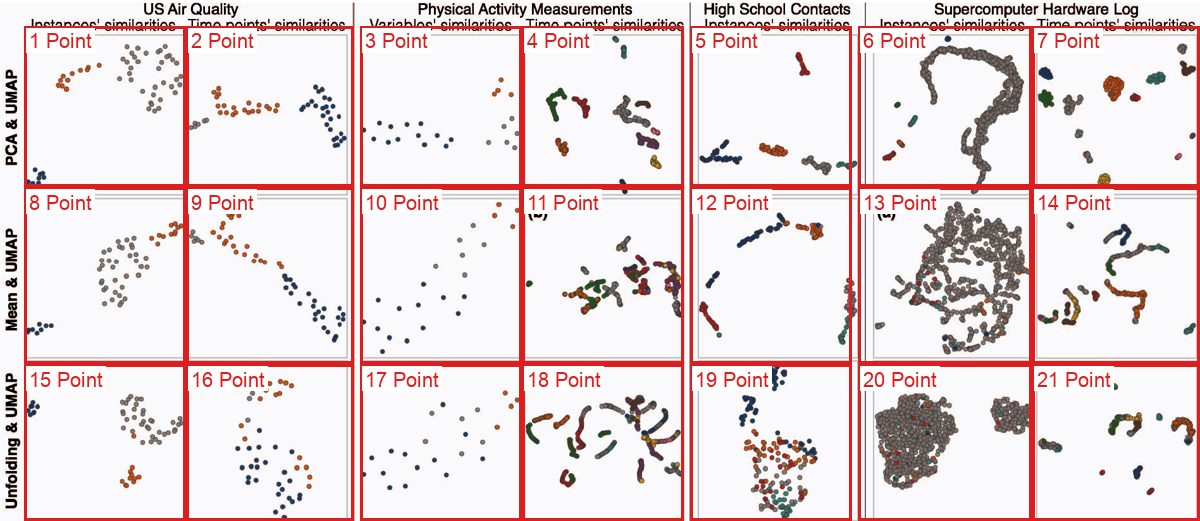 US Air Quality Physical Activity Measurements High School Contacts Supercomputer Hardware Log
Instances' similarities Time points' similarities Variables' similarities Time points' similarities Instances' similarities Instances' similarities Time points' similarities
PCA & UMAP
1 Point 2 Point 3 Point 4 Point 5 Point 6 Point 7 Point
Mean & UMAP
8 Point 9 Point 10 Point 11 Point 12 Point 13 Point 14 Point
Unfolding & UMAP
15 Point 16 Point 17 Point 18 Point 19 Point 20 Point 21 Point